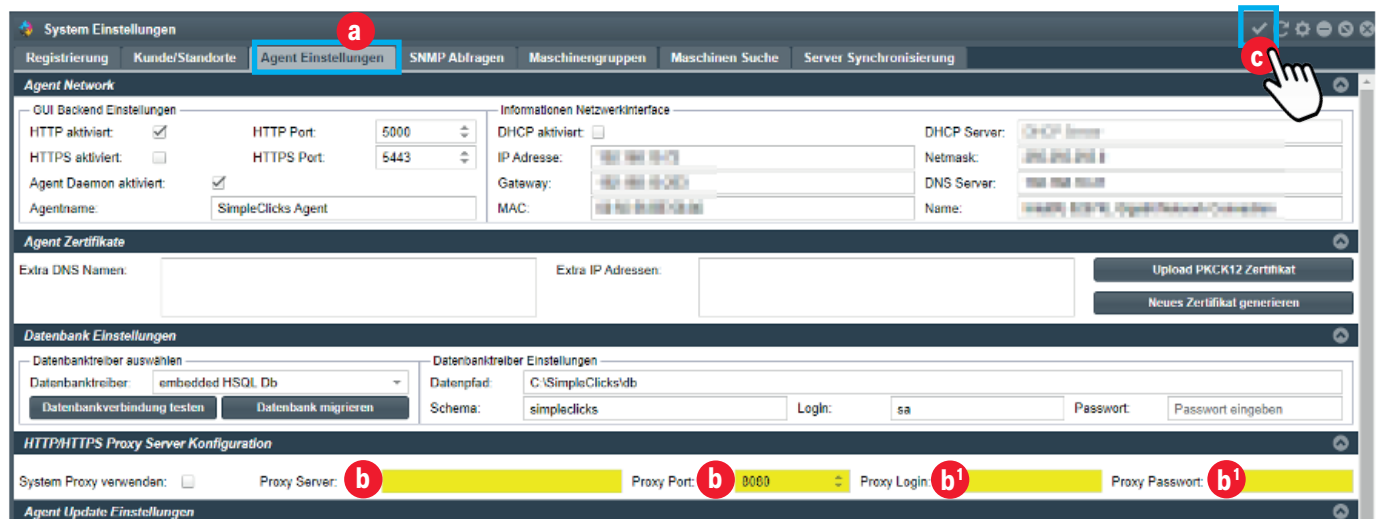 System Einstellungen
a
Registrierung Kunde/Standorte Agent Einstellungen SNMP Abfragen Maschinengruppen Maschinen Suche Server Synchronisierung
c
Agent Network
GUI Backend Einstellungen Informationen Netzwerkinterface
HTTP aktiviert: HTTP Port: 5000 DHCP aktiviert: DHCP Server: DHCP Server
HTTPS aktiviert: HTTPS Port: 5443 IP Adresse: Netmask:
Agent Daemon aktiviert: Gateway: DNS Server:
Agentname: SimpleClicks Agent MAC: Name:
Agent Zertifikate
Extra DNS Namen: Extra IP Adressen: Upload PKCK12 Zertifikat
Neues Zertifikat generieren
Datenbank Einstellungen
Datenbanktreiber auswählen Datenbanktreiber Einstellungen
Datenbanktreiber: embedded HSQL Db Datenpfad: C:\SimpleClicks\db
Datenbankverbindung testen Datenbank migrieren Schema: simpleclicks Login: sa Passwort: Passwort eingeben
HTTP/HTTPS Proxy Server Konfiguration
System Proxy verwenden: Proxy Server: b Proxy Port: b 8080 Proxy Login: b¹ Proxy Passwort: b¹
Agent Update Einstellungen